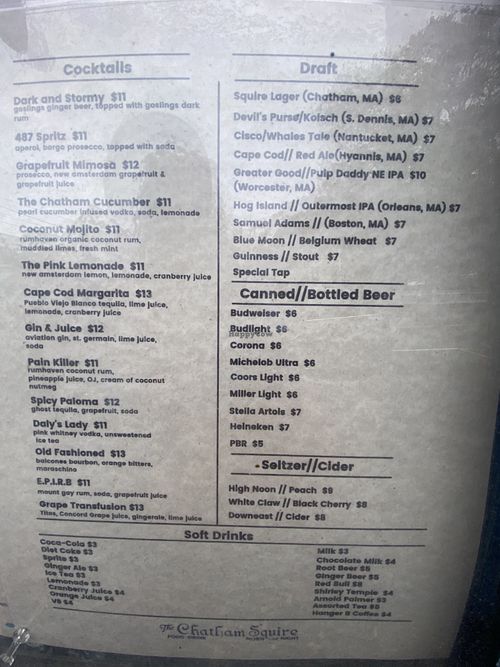 Cocktails
Dark and Stormy $11
goslings ginger beer, topped with goslings dark
rum
487 Spritz $11
aperol, borgo prosecco, topped with soda
Grapefruit Mimosa $12
prosecco, new amsterdam grapefruit &
grapefruit juice
The Chatham Cucumber $11
pearl cucumber infused vodka, soda, lemonade
Coconut Mojito $11
rumhaven organic coconut rum,
muddled limes, fresh mint
The Pink Lemonade $11
new amsterdam lemon, lemonade, cranberry juice
Cape Cod Margarita $13
Pueblo Viejo Blanco tequila, lime juice,
lemonade, cranberry juice
Gin & Juice $12
aviation gin, st. germain, lime juice,
soda
Pain Killer $11
rumhaven coconut rum,
pineapple juice, OJ, cream of coconut
nutmeg
Spicy Paloma $12
ghost tequila, grapefruit, soda
Daly's Lady $11
pink whitney vodka, unsweetened
ice tea
Old Fashioned $13
balcones bourbon, orange bitters,
maraschino
E.P.I.R.B $11
mount gay rum, soda, grapefruit juice
Grape Transfusion $13
Titos, Concord Grape juice, gingerale, lime juice
Draft
Squire Lager (Chatham, MA) $6
Devil's Purse/Kolsch (S. Dennis, MA) $7
Cisco/Whales Tale (Nantucket, MA) $7
Cape Cod// Red Ale(Hyannis, MA) $7
Greater Good//Pulp Daddy NE IPA $10
(Worcester, MA)
Hog Island // Outermost IPA (Orleans, MA) $7
Samuel Adams // (Boston, MA) $7
Blue Moon // Belgium Wheat $7
Guinness // Stout $7
Special Tap
Canned//Bottled Beer
Budweiser $6
Budlight $6
HappyCow
Corona $6
Michelob Ultra $6
Coors Light $6
Miller Light $6
Stella Artois $7
Heineken $7
PBR $5
Seltzer//Cider
High Noon // Peach $9
White Claw // Black Cherry $8
Downeast // Cider $8
Soft Drinks
Coca-Cola $3
Diet Coke $3
Sprite $3
Ginger Ale $3
Ice Tea $3
Lemonade $3
Cranberry Juice $4
Orange Juice $4
V8 $4
Milk $3
Chocolate Milk $4
Root Beer $5
Ginger Beer $5
Red Bull $5
Shirley Temple $4
Arnold Palmer $3
Assorted Tea $3
Hanger B Coffee $4
The Chatham Squire